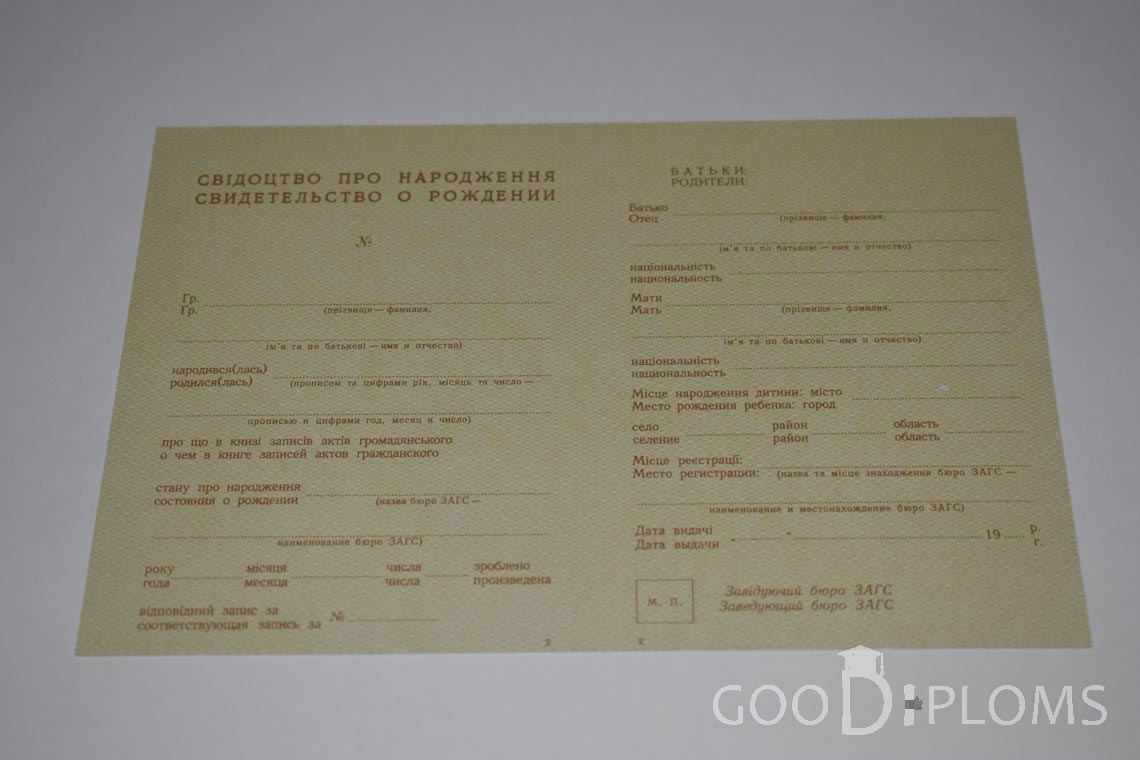 СВІДОЦТВО ПРО НАРОДЖЕННЯ
СВИДЕТЕЛЬСТВО О РОЖДЕНИИ
№
Гр.
Гр.
(прізвище — фамилия,
ім'я та по батькові — имя и отчество)
народився(лась)
родился(лась)
(прописом та цифрами рік, місяць та число —
прописью и цифрами год, месяц и число)
про що в книзі записів актів громадянського
о чем в книге записей актов гражданского
стану про народження
состояния о рождении
(назва бюро ЗАГС —
наименование бюро ЗАГС)
року місяця числа зроблено
года месяца числа произведена
відповідний запис за
соответствующая запись за №
2
БАТЬКИ:
РОДИТЕЛИ:
Батько
Отец
(прізвище — фамилия,
ім'я та по батькові — имя и отчество)
національність
национальность
Мати
Мать
(прізвище — фамилия,
ім'я та по батькові — имя и отчество)
національність
национальность
Місце народження дитини: місто
Место рождения ребенка: город
село район область
селение район область
Місце реєстрації:
Место регистрации: (назва та місце знаходження бюро ЗАГС —
наименование и местонахождение бюро ЗАГС)
Дата видачі
Дата выдачи „ " 19 р.
г.
М. П.
Завідуючий бюро ЗАГС
Заведующий бюро ЗАГС
2
GOODiPLOMS